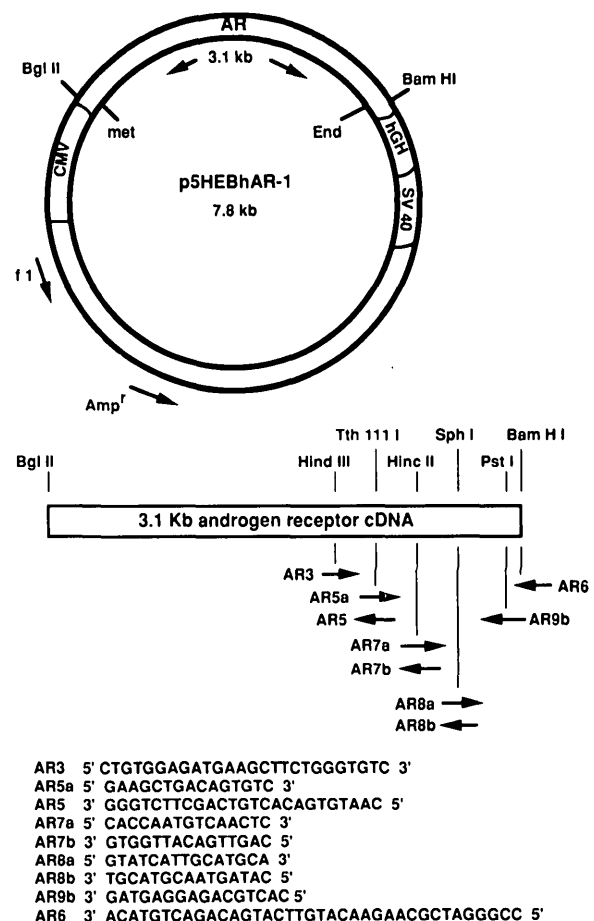 AR
3.1 kb
Bgl II
Bam HI
met
End
CMV
hGH
SV 40
p5HEBhAR-1
7.8 kb
f 1
Amp^r
Tth 111 I
Sph I
Bam H I
Bgl II
Hind III
Hinc II
Pst I
3.1 Kb androgen receptor cDNA
AR3
AR6
AR5a
AR5
AR9b
AR7a
AR7b
AR8a
AR8b
AR3 5' CTGTGGAGATGAAGCTTCTGGGTGTC 3'
AR5a 5' GAAGCTGACAGTGTC 3'
AR5 3' GGGTCTTCGACTGTCACAGTGTAAC 5'
AR7a 5' CACCAATGTCAACTC 3'
AR7b 3' GTGGTTACAGTTGAC 5'
AR8a 5' GTATCATTGCATGCA 3'
AR8b 3' TGCATGCAATGATAC 5'
AR9b 3' GATGAGGAGACGTCAC 5'
AR6 3' ACATGTCAGACAGTACTTGTACAAGAACGCTAGGGCC 5'